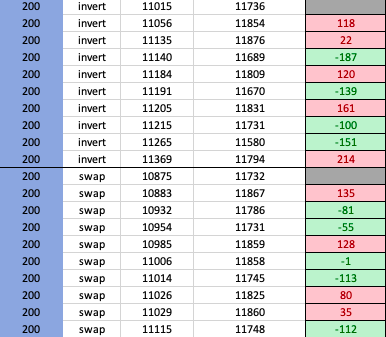 200 invert 11015 11736
200 invert 11056 11854 118
200 invert 11135 11876 22
200 invert 11140 11689 -187
200 invert 11184 11809 120
200 invert 11191 11670 -139
200 invert 11205 11831 161
200 invert 11215 11731 -100
200 invert 11265 11580 -151
200 invert 11369 11794 214
200 swap 10875 11732
200 swap 10883 11867 135
200 swap 10932 11786 -81
200 swap 10954 11731 -55
200 swap 10985 11859 128
200 swap 11006 11858 -1
200 swap 11014 11745 -113
200 swap 11026 11825 80
200 swap 11029 11860 35
200 swap 11115 11748 -112